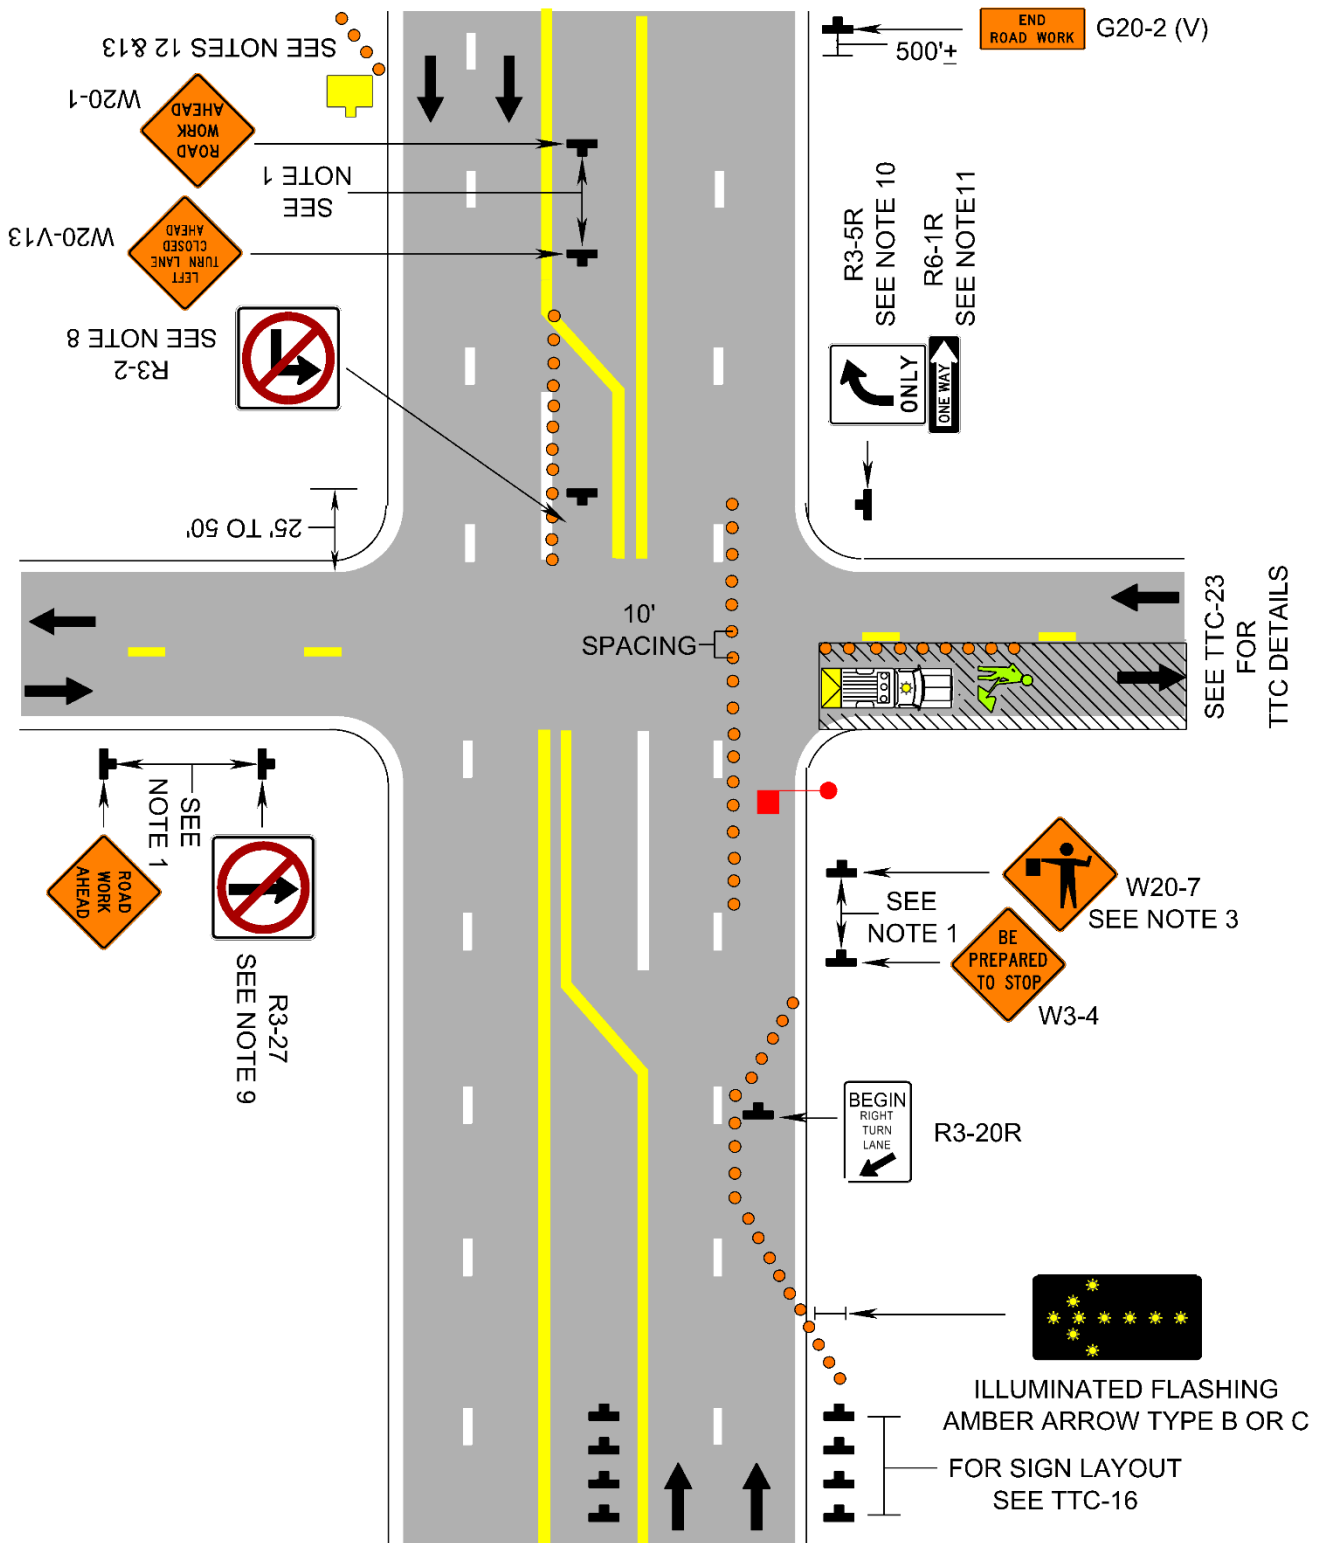 SEE NOTES 12 &13
W20-1
ROAD
WORK
AHEAD
SEE
NOTE 1
W20-V13
LEFT
TURN LANE
CLOSED
AHEAD
R3-2
SEE NOTE 8
25' TO 50'
END
ROAD WORK
G20-2 (V)
500'±
R3-5R
SEE NOTE 10
R6-1R
SEE NOTE11
ONLY
ONE WAY
10'
SPACING
SEE TTC-23
FOR
TTC DETAILS
SEE
NOTE 1
ROAD
WORK
AHEAD
R3-27
SEE NOTE 9
W20-7
SEE NOTE 3
SEE
NOTE 1
BE
PREPARED
TO STOP
W3-4
BEGIN
RIGHT
TURN
LANE
R3-20R
ILLUMINATED FLASHING
AMBER ARROW TYPE B OR C
FOR SIGN LAYOUT
SEE TTC-16